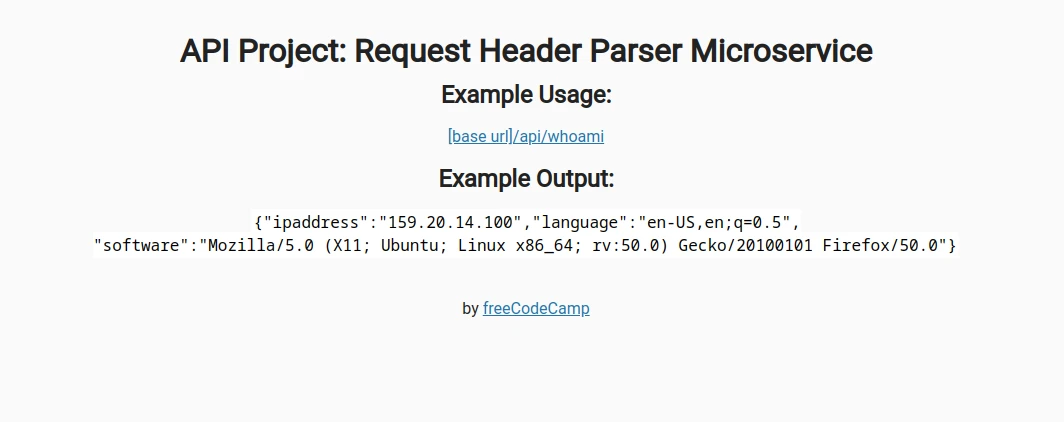 API Project: Request Header Parser Microservice
Example Usage:
[base url]/api/whoami
Example Output:
{"ipaddress":"159.20.14.100","language":"en-US,en;q=0.5",
"software":"Mozilla/5.0 (X11; Ubuntu; Linux x86_64; rv:50.0) Gecko/20100101 Firefox/50.0"}
by freeCodeCamp